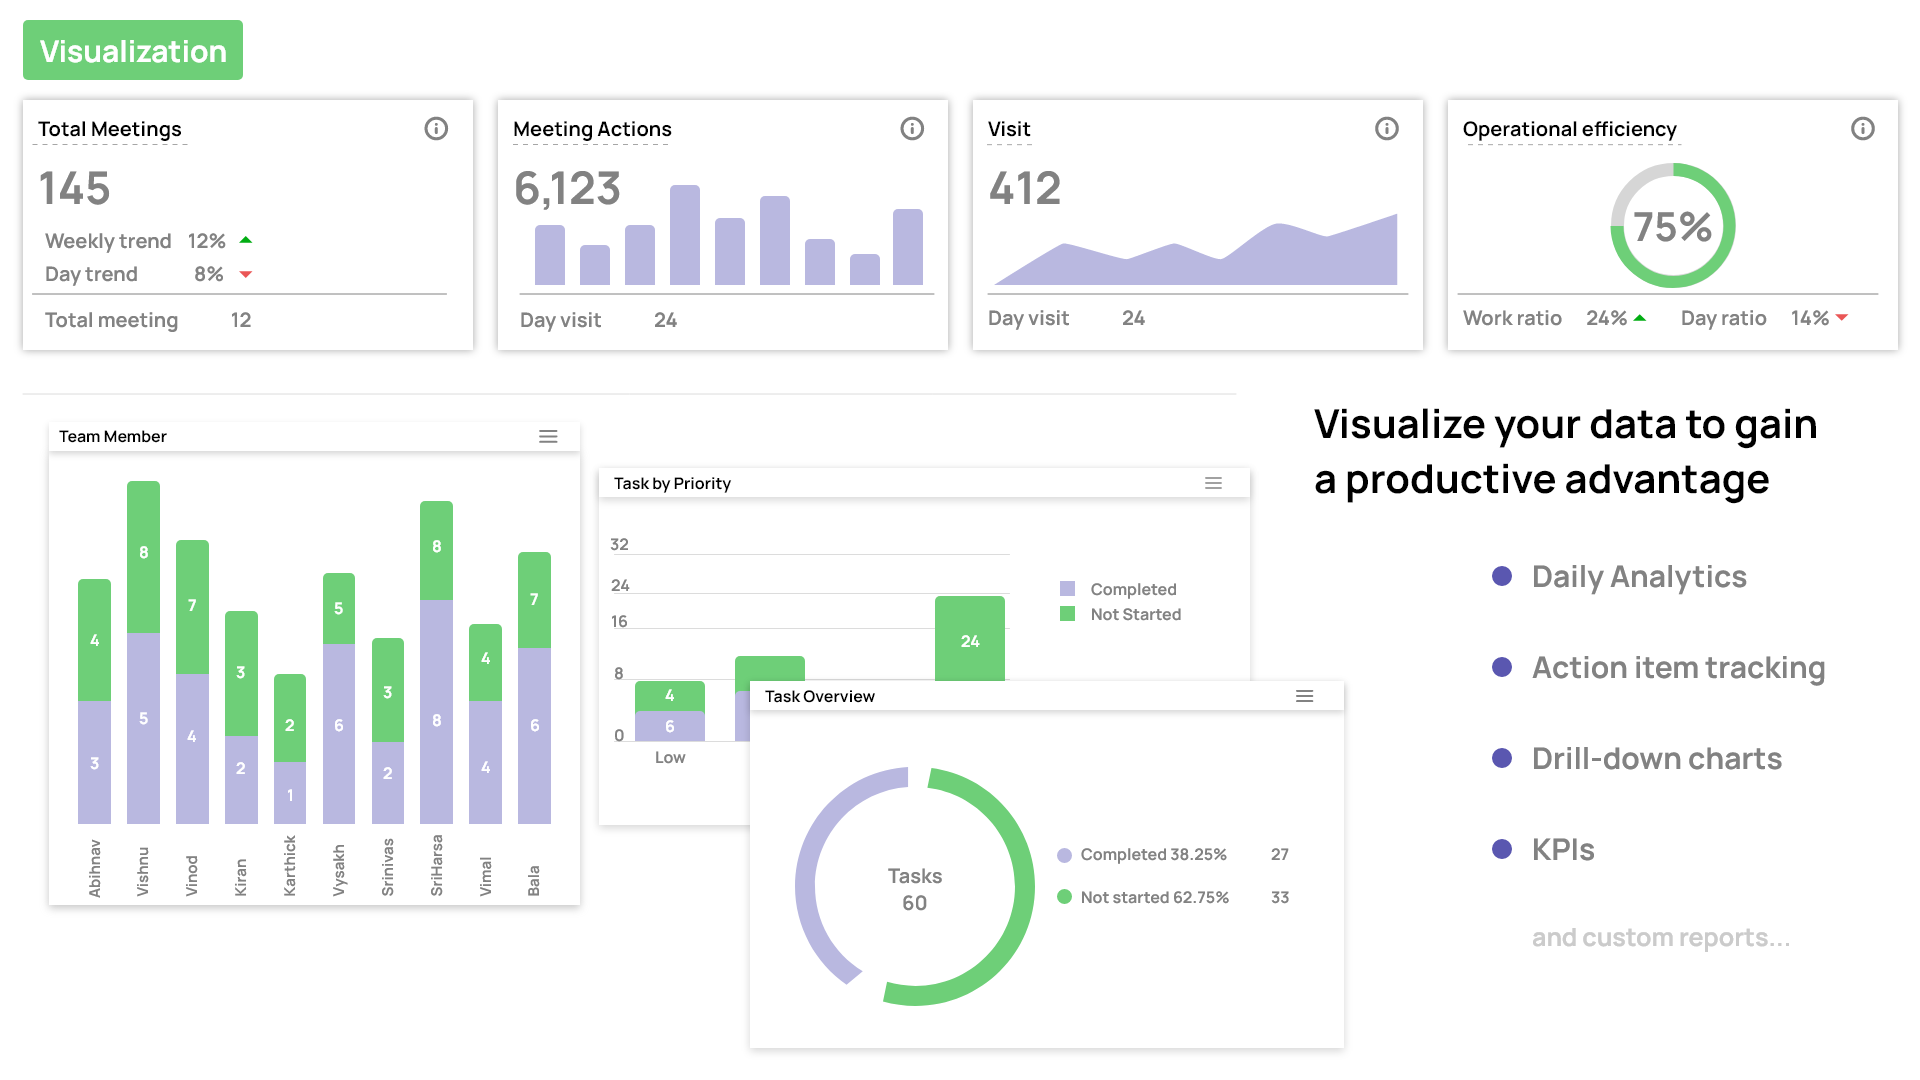 Visualization
Total Meetings
145
Weekly trend 12%
Day trend 8%
Total meeting 12
Meeting Actions
6,123
Day visit 24
Visit
412
Day visit 24
Operational efficiency
75%
Work ratio 24% Day ratio 14%
Team Member
4 8 7 3 2 5 3 8 4 7
3 5 4 2 1 6 2 8 4 6
Abihnav Vishnu Vinod Kiran Karthick Vysakh Srinivas SriHarsa Vimal Bala
Task by Priority
32
24
16
8
0
24
4
6
Low
Completed
Not Started
Task Overview
Tasks
60
Completed 38.25% 27
Not started 62.75% 33
Visualize your data to gain
a productive advantage
Daily Analytics
Action item tracking
Drill-down charts
KPIs
and custom reports...